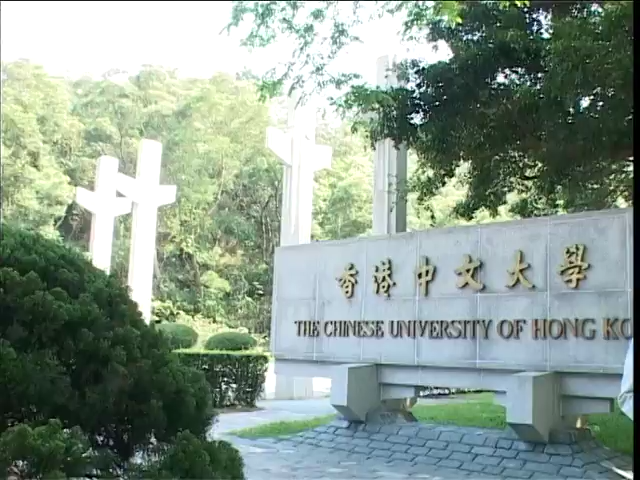 香港中文大學
THE CHINESE UNIVERSITY OF HONG KO